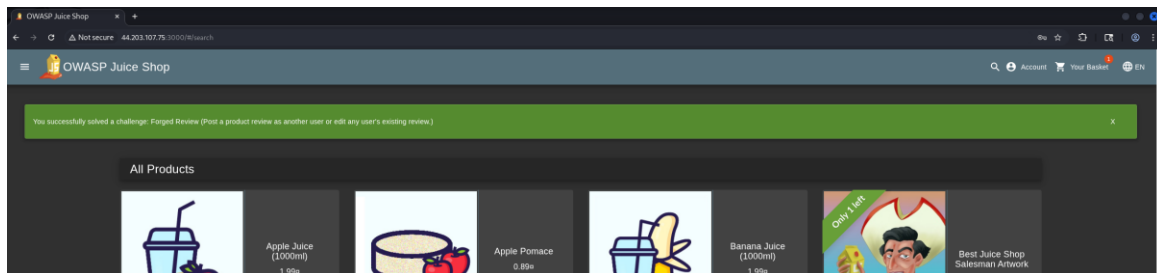 OWASP Juice Shop
Not secure 44.203.107.75:3000/#/search
OWASP Juice Shop
Account
Your Basket
1
EN
You successfully solved a challenge: Forged Review (Post a product review as another user or edit any user's existing review.)
X
All Products
Apple Juice
(1000ml)
1.99¤
Apple Pomace
0.89¤
Banana Juice
(1000ml)
1.99¤
Only 1 left
Best Juice Shop
Salesman Artwork